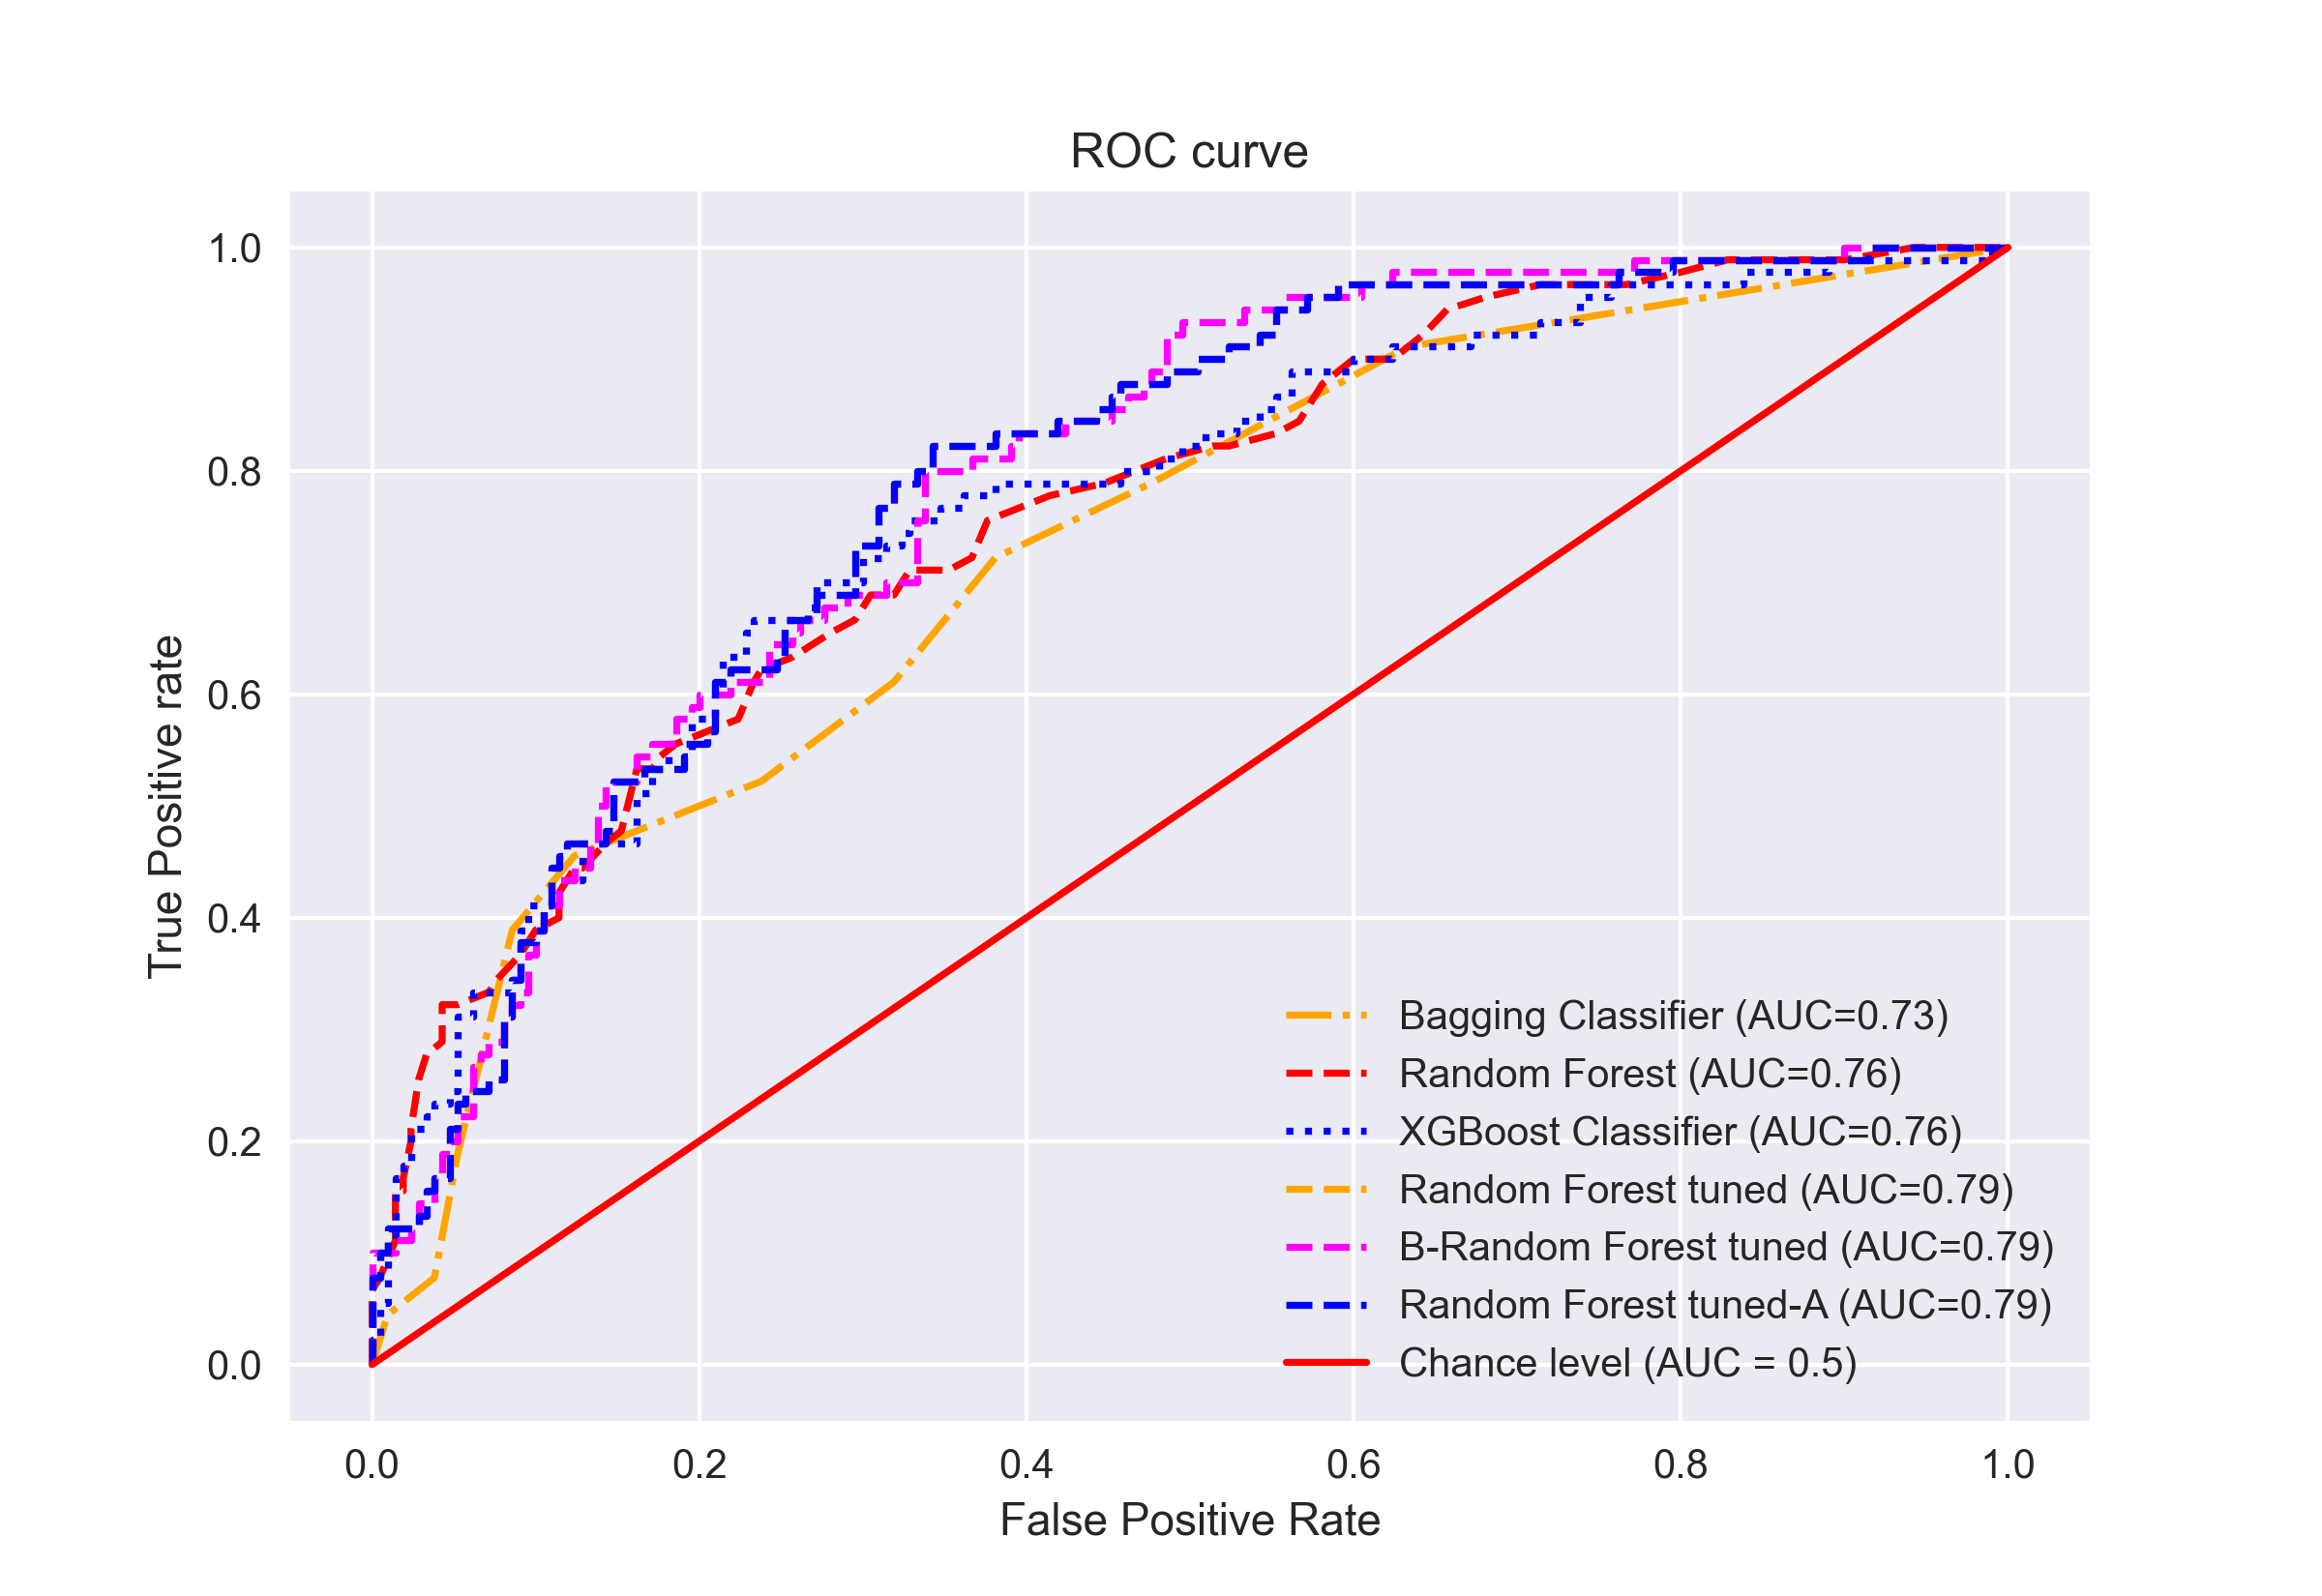 ROC curve
1.0
0.8
0.6
0.4
0.2
0.0
True Positive rate
Bagging Classifier (AUC=0.73)
Random Forest (AUC=0.76)
XGBoost Classifier (AUC=0.76)
Random Forest tuned (AUC=0.79)
B-Random Forest tuned (AUC=0.79)
Random Forest tuned-A (AUC=0.79)
Chance level (AUC = 0.5)
0.0 0.2 0.4 0.6 0.8 1.0
False Positive Rate